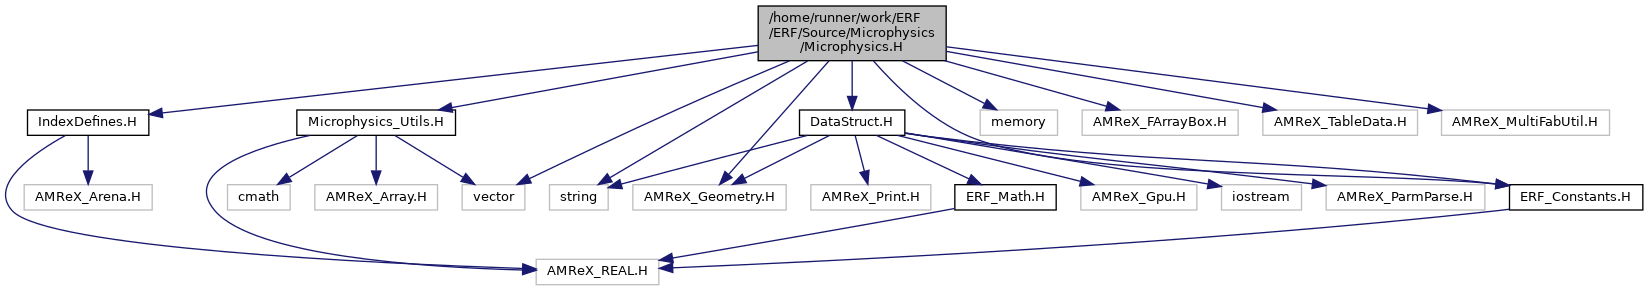 /home/runner/work/ERF
/ERF/Source/Microphysics
/Microphysics.H
IndexDefines.H
Microphysics_Utils.H
DataStruct.H
memory
AMReX_FArrayBox.H
AMReX_TableData.H
AMReX_MultiFabUtil.H
AMReX_Arena.H
cmath
AMReX_Array.H
vector
string
AMReX_Geometry.H
AMReX_Print.H
ERF_Math.H
AMReX_Gpu.H
iostream
AMReX_ParmParse.H
ERF_Constants.H
AMReX_REAL.H